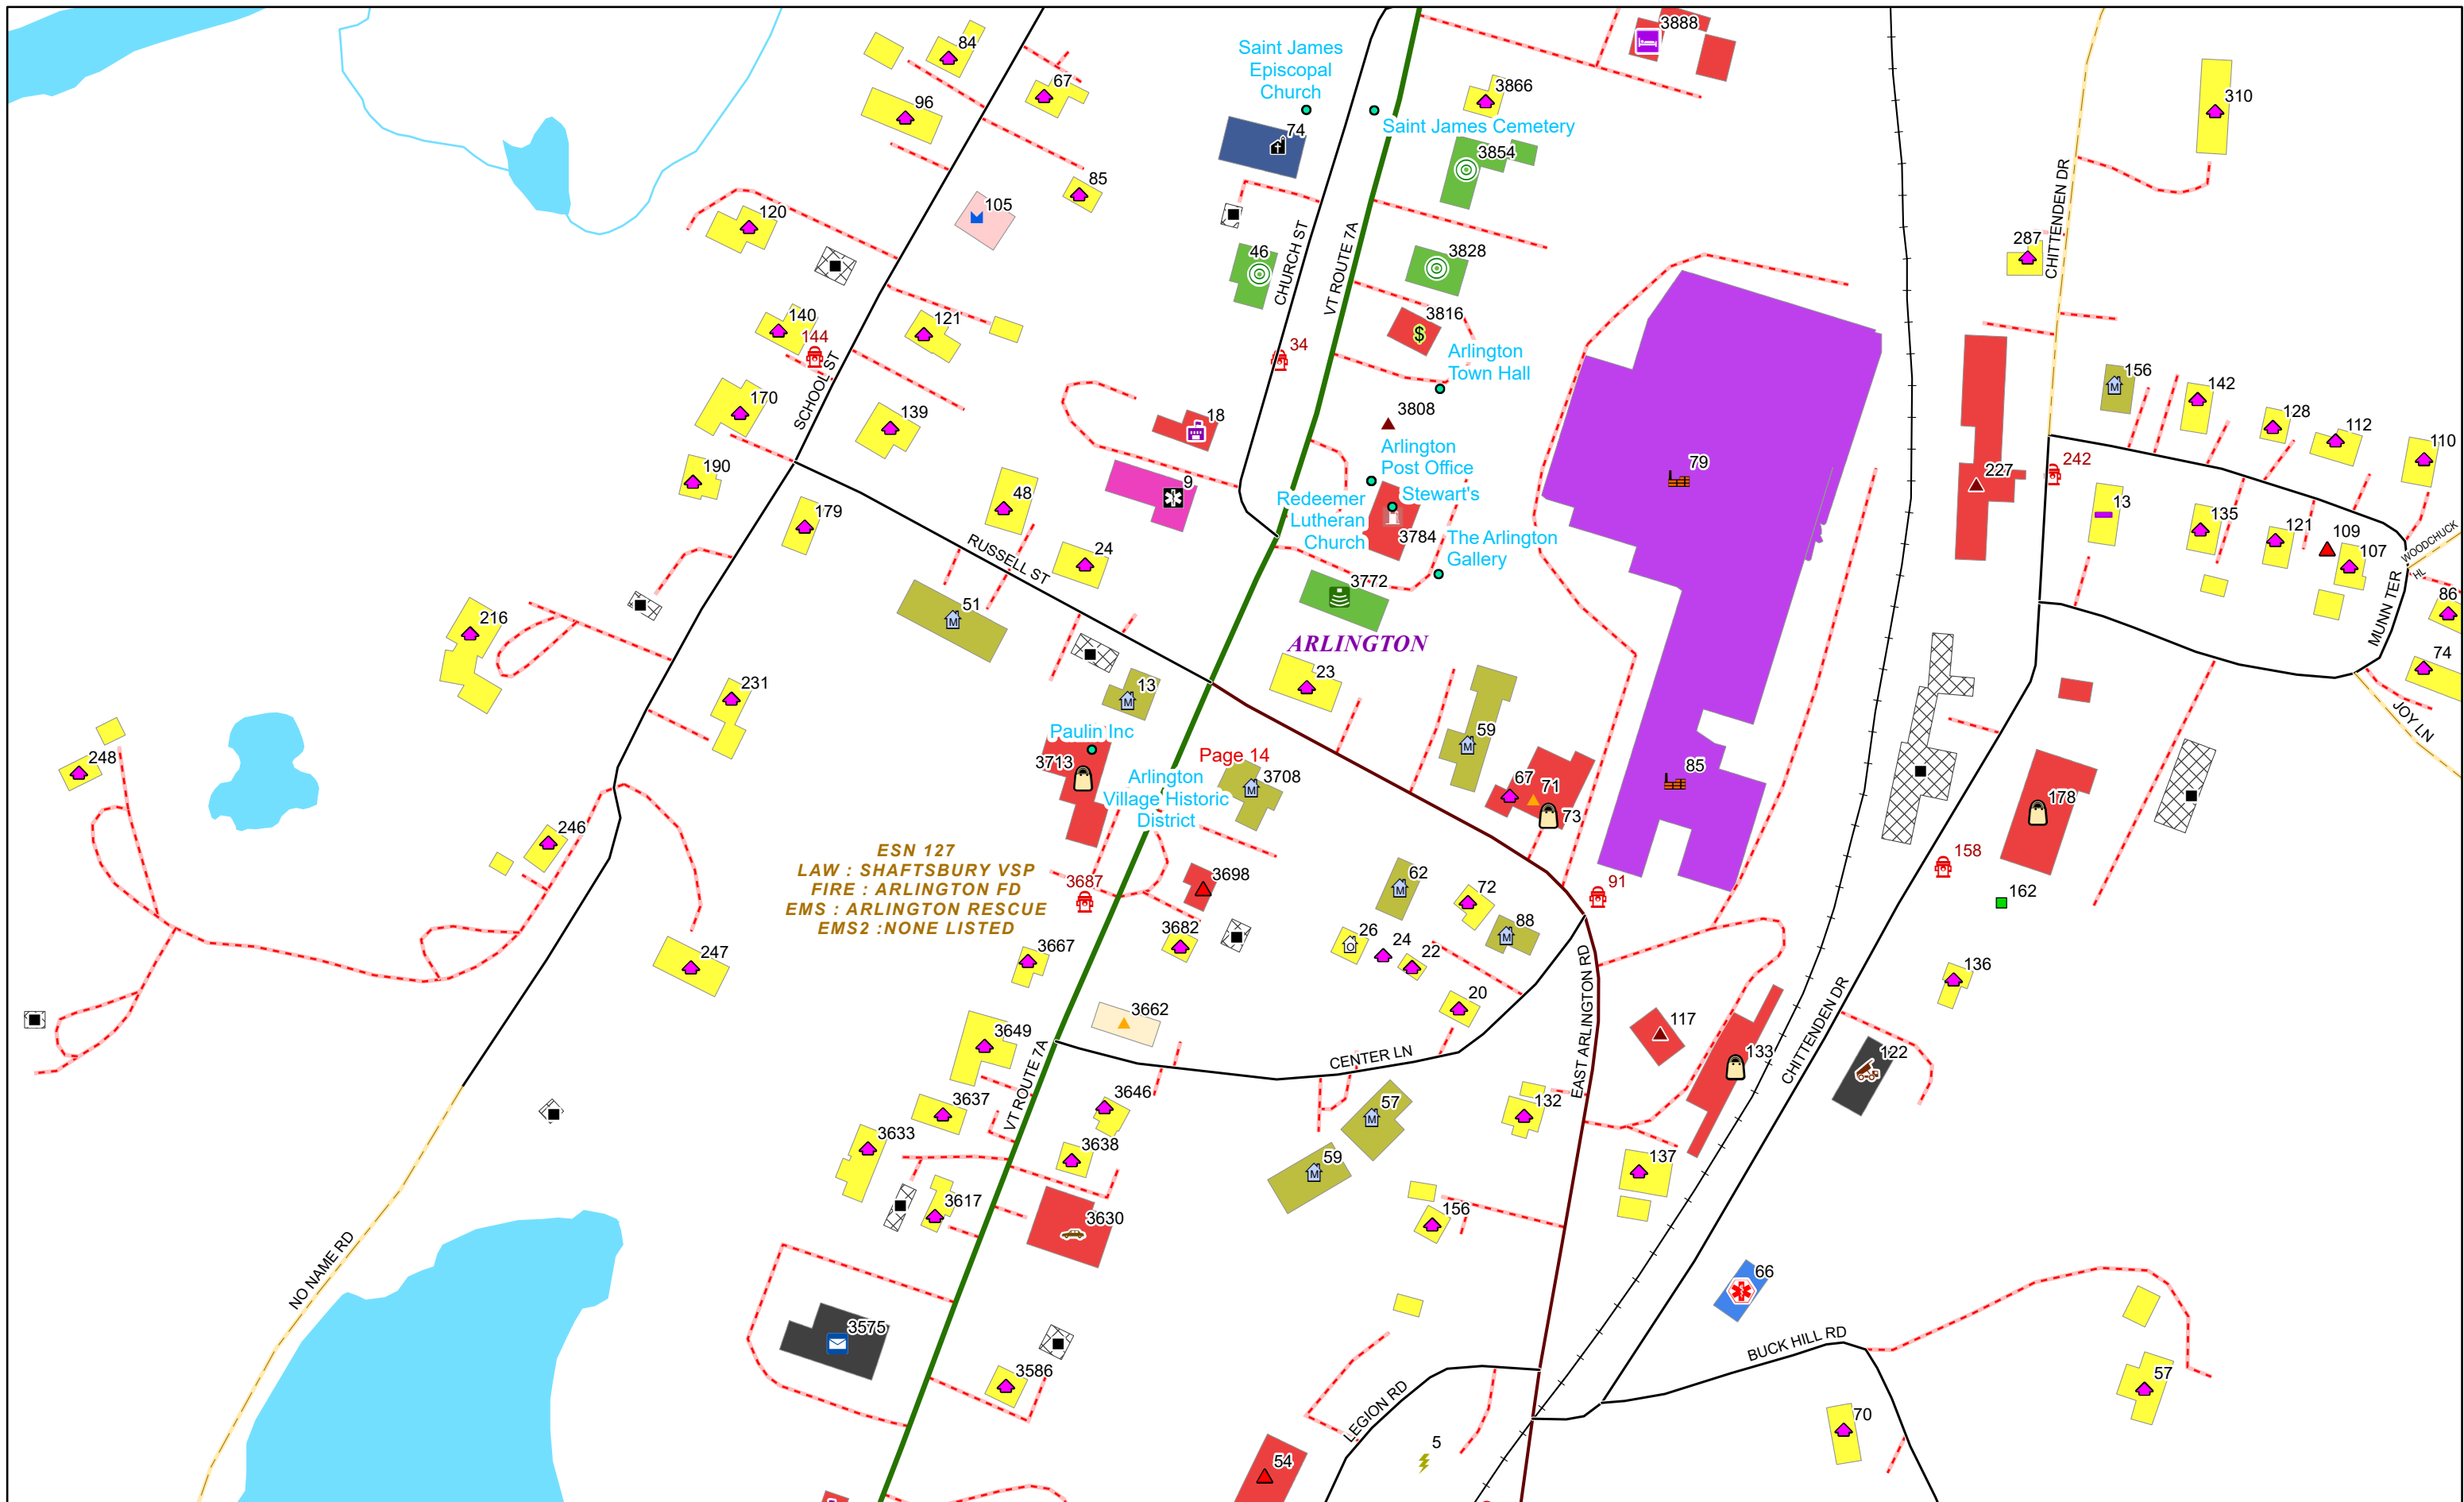 84
67
96
85
105
120
140
144
121
170
139
190
179
SCHOOL ST
Saint James
Episcopal
Church
74
Saint James Cemetery
3888
3866
3854
46
CHURCH ST
VT ROUTE 7A
3828
3816
34
Arlington
Town Hall
3808
18
Arlington
Post Office
9
Redeemer
Lutheran
Church
Stewart's
3784
The Arlington
Gallery
3772
48
24
RUSSELL ST
51
ARLINGTON
23
13
Paulin Inc
3713
Page 14
3708
Arlington
Village Historic
District
59
67
71
73
79
85
310
287
CHITTENDEN DR
156
142
128
112
110
227
242
13
135
121
109
107
WOODCHUCK
HL
86
MUNN TER
74
JOY LN
178
158
162
136
216
231
248
246
247
ESN 127
LAW : SHAFTSBURY VSP
FIRE : ARLINGTON FD
EMS : ARLINGTON RESCUE
EMS2 :NONE LISTED
3687
3698
3682
3667
3662
3649
3637
3633
3617
3646
3638
3630
VT ROUTE 7A
62
72
88
26
24
22
20
91
CENTER LN
EAST ARLINGTON RD
117
133
CHITTENDEN DR
122
57
59
132
137
156
66
NO NAME RD
3575
3586
LEGION RD
54
5
BUCK HILL RD
70
57